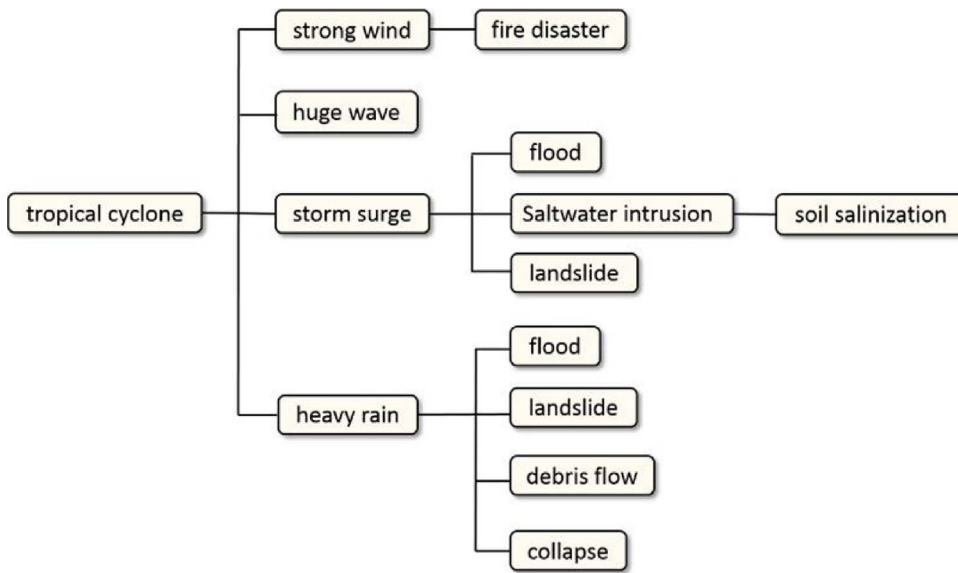 strong wind
fire disaster
huge wave
flood
tropical cyclone
storm surge
Saltwater intrusion
soil salinization
landslide
flood
heavy rain
landslide
debris flow
collapse